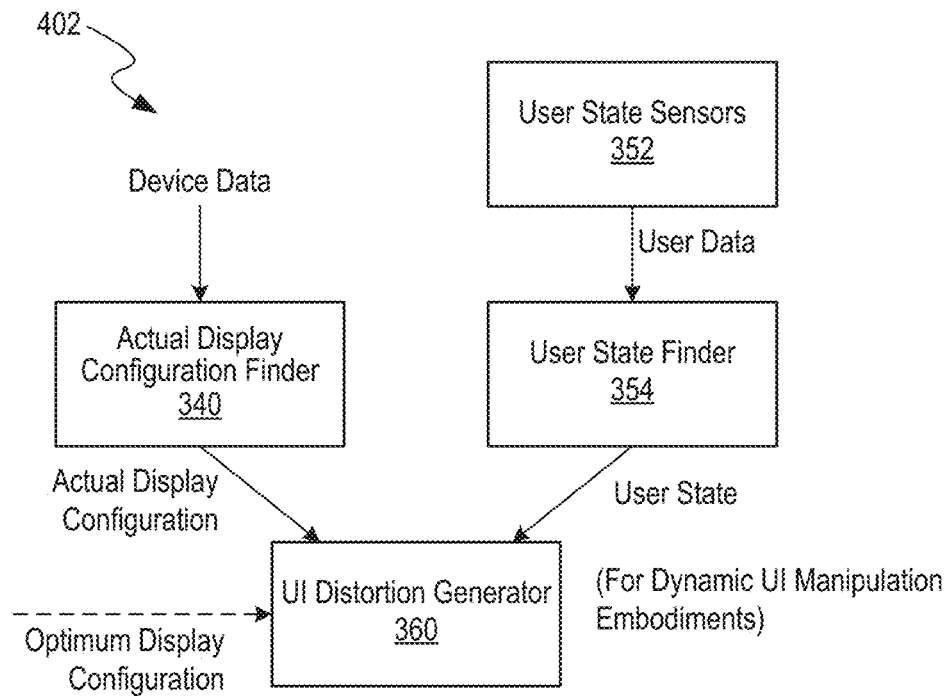 402
User State Sensors
352
Device Data
User Data
Actual Display
Configuration Finder
340
User State Finder
354
Actual Display
Configuration
User State
UI Distortion Generator
360
(For Dynamic UI Manipulation
Embodiments)
Optimum Display
Configuration